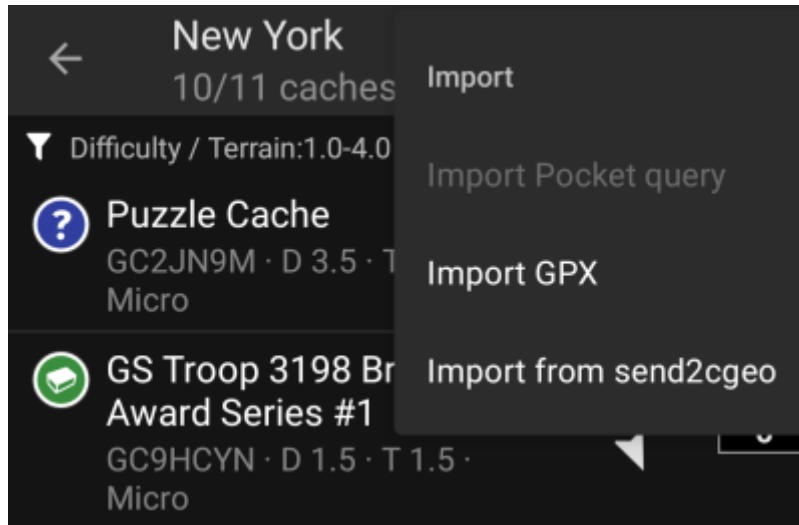 New York
10/11 caches
Difficulty / Terrain:1.0-4.0
?
Puzzle Cache
GC2JN9M · D 3.5 ·
Micro
GS Troop 3198
Award Series #1
GC9HCYN · D 1.5 · T 1.5 ·
Micro
Import
Import Pocket query
Import GPX
Import from send2cgeo